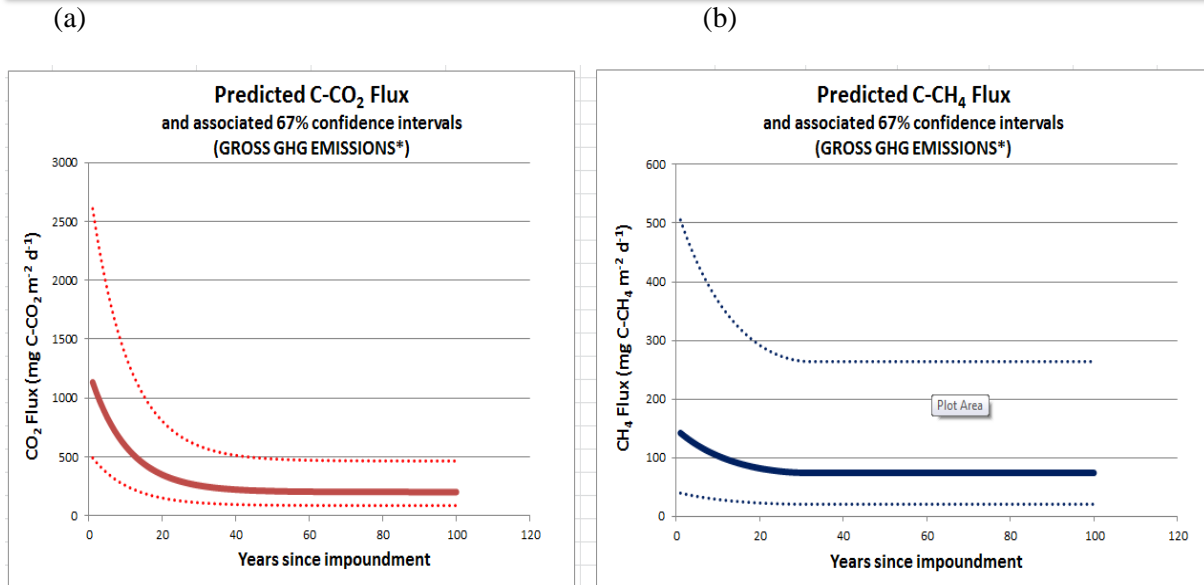 (a)
(b)
Predicted C-CO₂ Flux
and associated 67% confidence intervals
(GROSS GHG EMISSIONS*)
CO₂ Flux (mg C-CO₂ m⁻² d⁻¹)
3000
2500
2000
1500
1000
500
0
0 20 40 60 80 100 120
Years since impoundment
Predicted C-CH₄ Flux
and associated 67% confidence intervals
(GROSS GHG EMISSIONS*)
CH₄ Flux (mg C-CH₄ m⁻² d⁻¹)
600
500
400
300
200
100
0
Plot Area
0 20 40 60 80 100 120
Years since impoundment